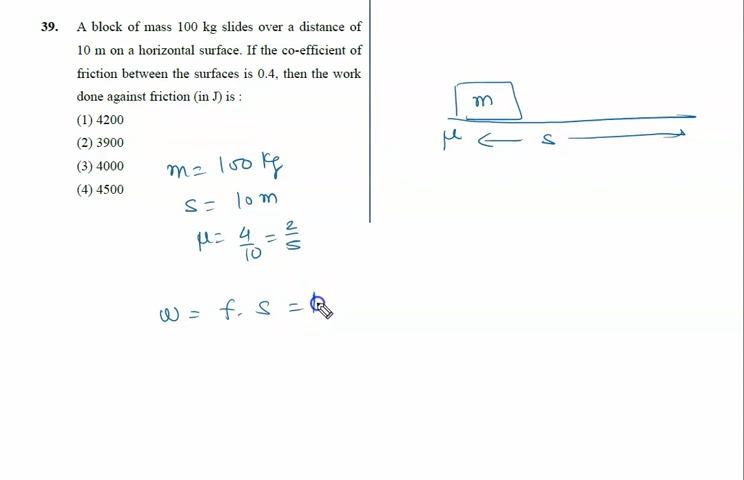 39. A block of mass 100 kg slides over a distance of
10 m on a horizontal surface. If the co-efficient of
friction between the surfaces is 0.4, then the work
done against friction (in J) is :
(1) 4200
(2) 3900
(3) 4000
(4) 4500
m = 100 kg
s = 10 m
μ = 4/10 = 2/5
w = f. s =
m
μ ← s →